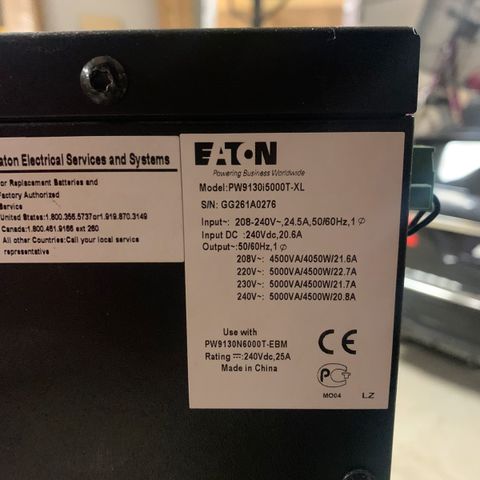 aton Electrical Services and Systems
or Replacement Batteries and
Factory Authorized
Service
United States:1.800.356.5737or1.919.870.3149
Canada:1.800.461.9166 ext 260
All other Countries:Call your local service
representative
EATON
Powering Business Worldwide
Model:PW9130i5000T-XL
S/N: GG261A0276
Input~: 208-240V~,24.5A,50/60Hz,1 ϕ
Input DC :240Vdc,20.6A
Output~:50/60Hz,1 ϕ
208V~: 4500VA/4050W/21.6A
220V~: 5000VA/4500W/22.7A
230V~: 5000VA/4500W/21.7A
240V~: 5000VA/4500W/20.8A
Use with
PW9130N6000T-EBM
Rating ⎓:240Vdc,25A
Made in China
CE
PC
MO04
LZ